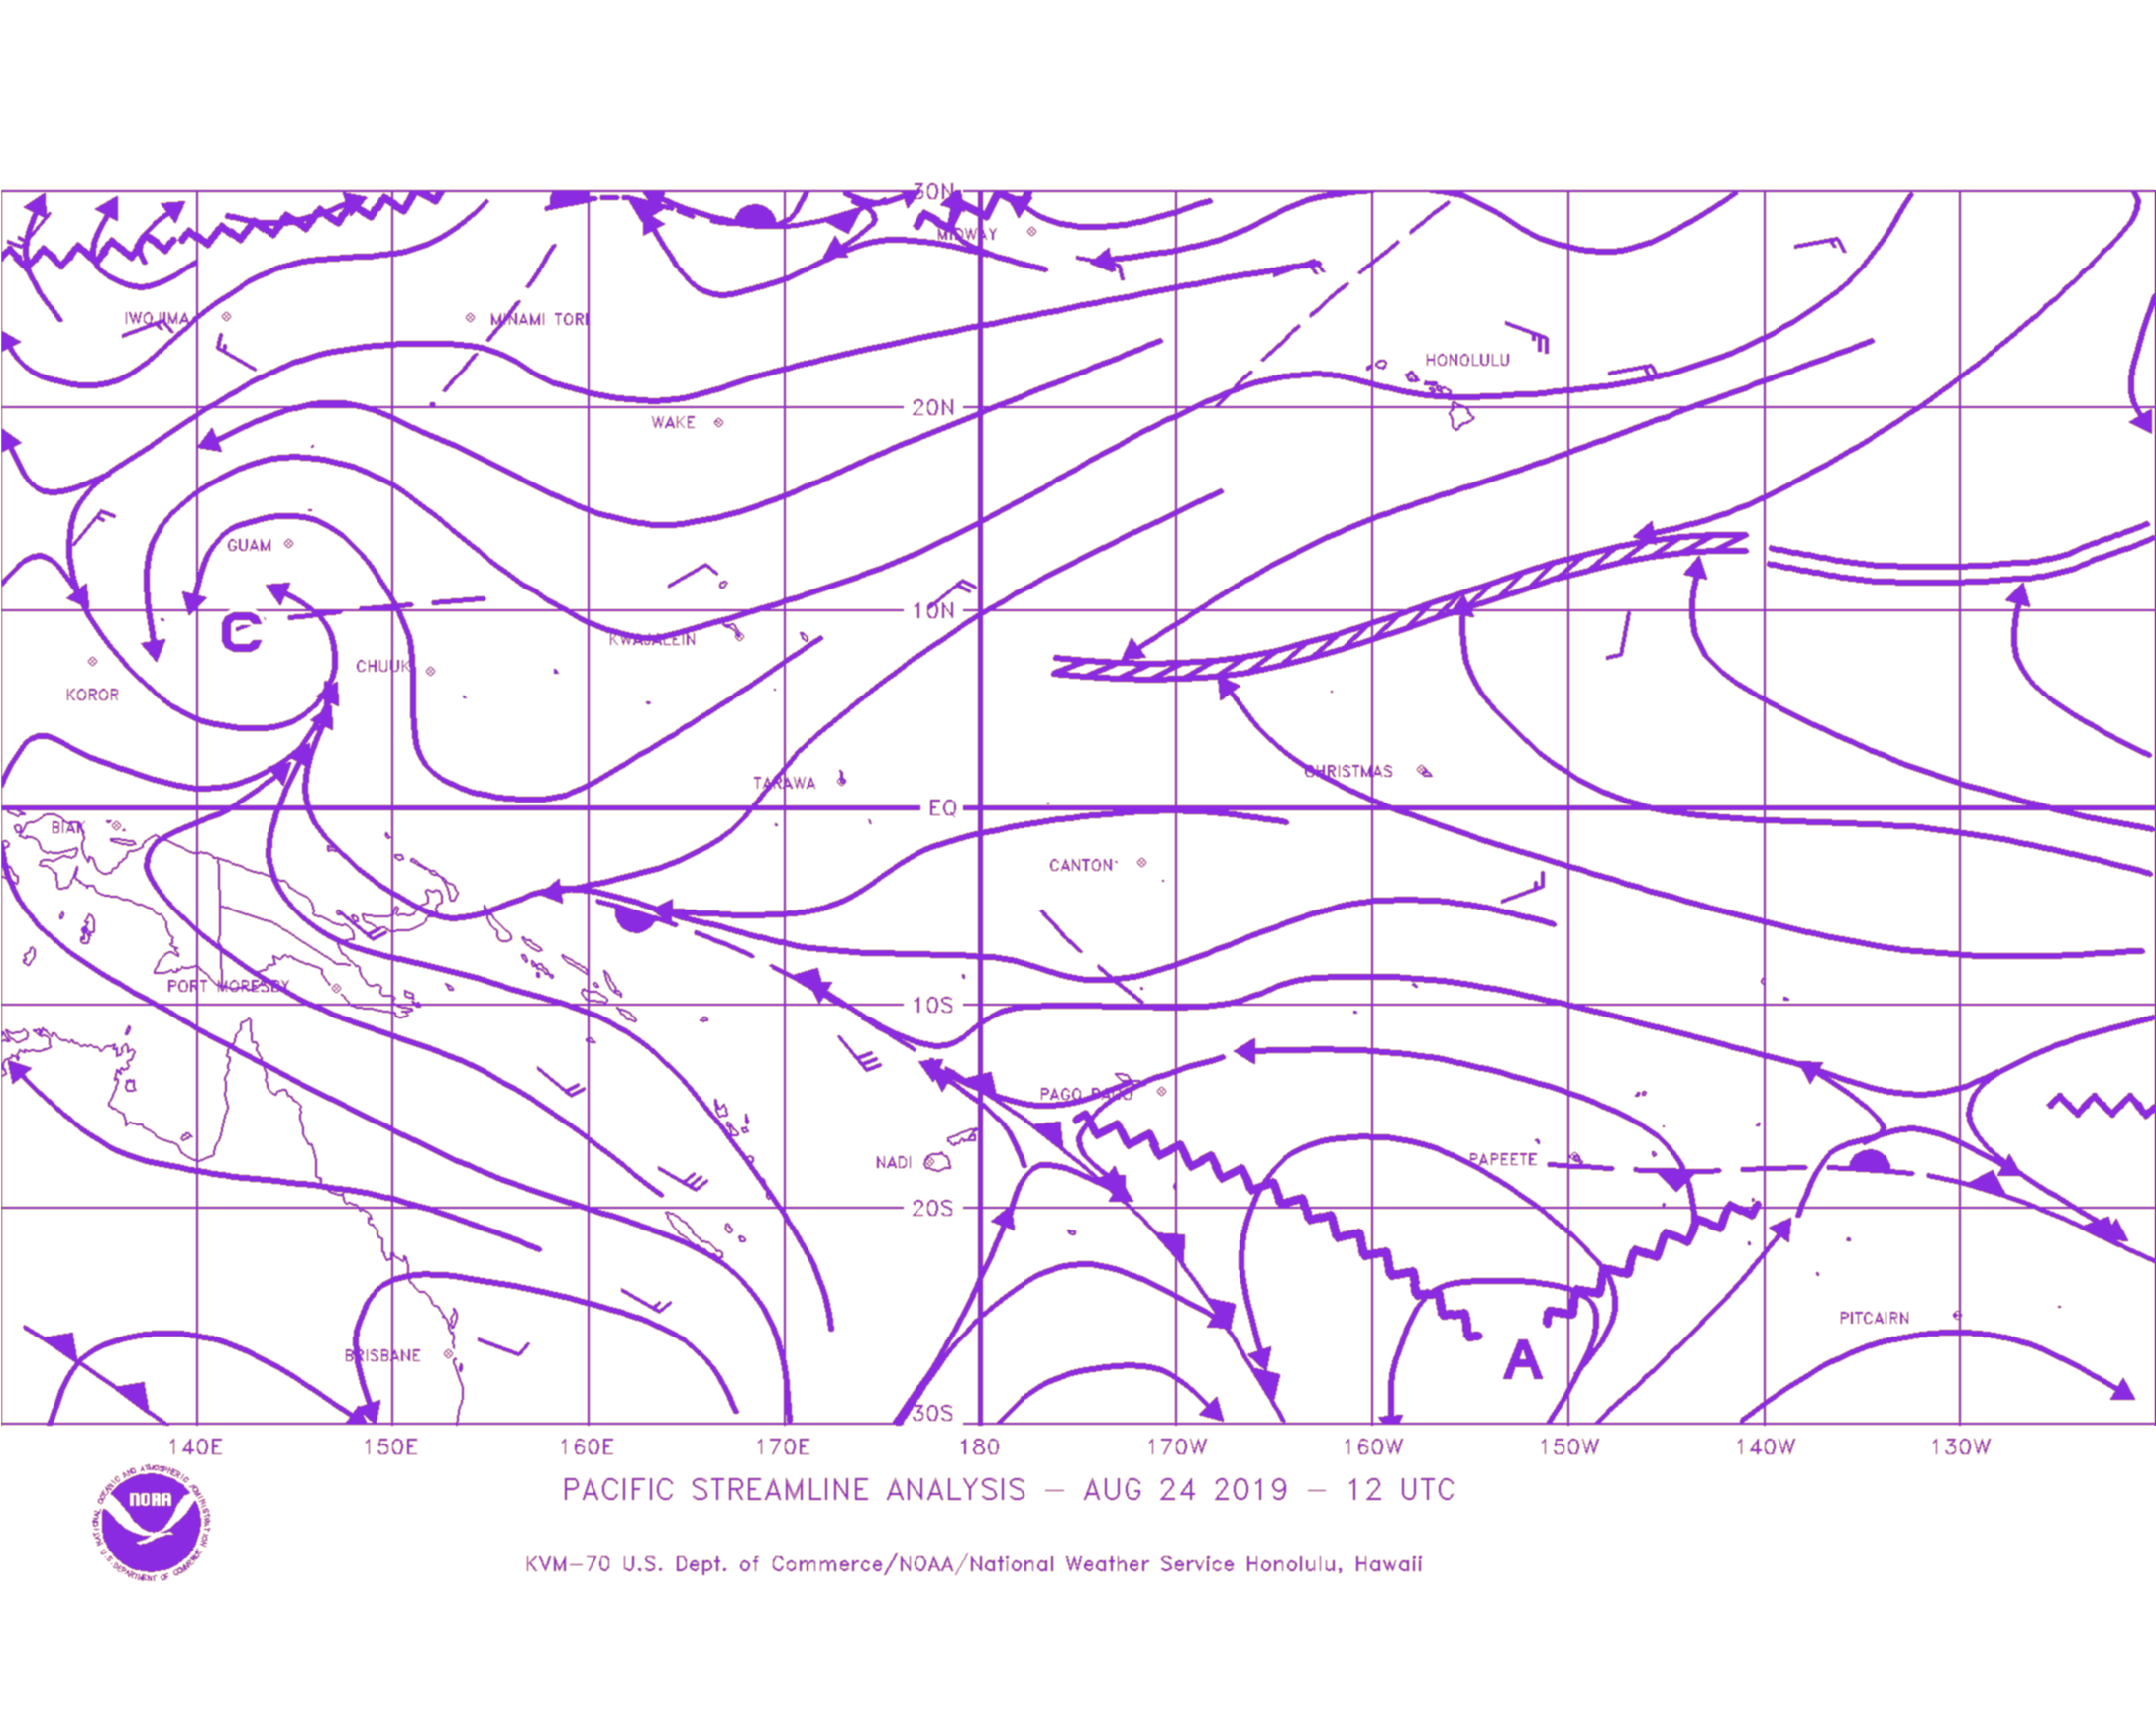 30N
MIDWAY
IWOJIMA
MINAMI TORI
HONOLULU
20N
WAKE
GUAM
10N
KWAJALEIN
C
CHUUK
KOROR
TARAWA
CHRISTMAS
EQ
BIAK
CANTON
PORT MORESBY
10S
PAGO PAGO
NADI
PAPEETE
20S
PITCAIRN
BRISBANE
A
30S
140E 150E 160E 170E 180 170W 160W 150W 140W 130W
PACIFIC STREAMLINE ANALYSIS – AUG 24 2019 – 12 UTC
NATIONAL OCEANIC AND ATMOSPHERIC ADMINISTRATION
NOAA
U.S. DEPARTMENT OF COMMERCE
KVM–70 U.S. Dept. of Commerce/NOAA/National Weather Service Honolulu, Hawaii